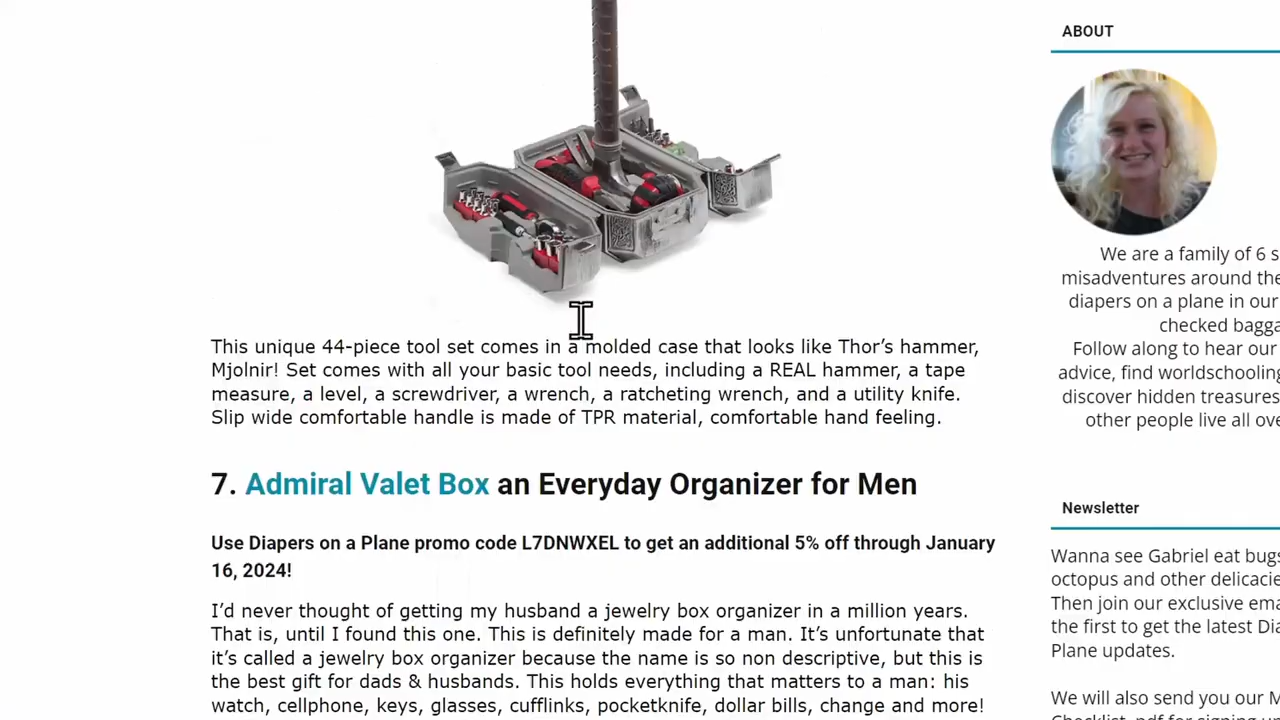 This unique 44-piece tool set comes in a molded case that looks like Thor’s hammer,
Mjolnir! Set comes with all your basic tool needs, including a REAL hammer, a tape
measure, a level, a screwdriver, a wrench, a ratcheting wrench, and a utility knife.
Slip wide comfortable handle is made of TPR material, comfortable hand feeling.
7. Admiral Valet Box an Everyday Organizer for Men
Use Diapers on a Plane promo code L7DNWXEL to get an additional 5% off through January
16, 2024!
I’d never thought of getting my husband a jewelry box organizer in a million years.
That is, until I found this one. This is definitely made for a man. It’s unfortunate that
it’s called a jewelry box organizer because the name is so non descriptive, but this is
the best gift for dads & husbands. This holds everything that matters to a man: his
watch, cellphone, keys, glasses, cufflinks, pocketknife, dollar bills, change and more!
ABOUT
We are a family of 6 s
misadventures around the
diapers on a plane in our
checked bagga
Follow along to hear our
advice, find worldschooling
discover hidden treasures
other people live all ove
Newsletter
Wanna see Gabriel eat bugs
octopus and other delicacie
Then join our exclusive ema
the first to get the latest Dia
Plane updates.
We will also send you our M
Checklist .pdf for signing up